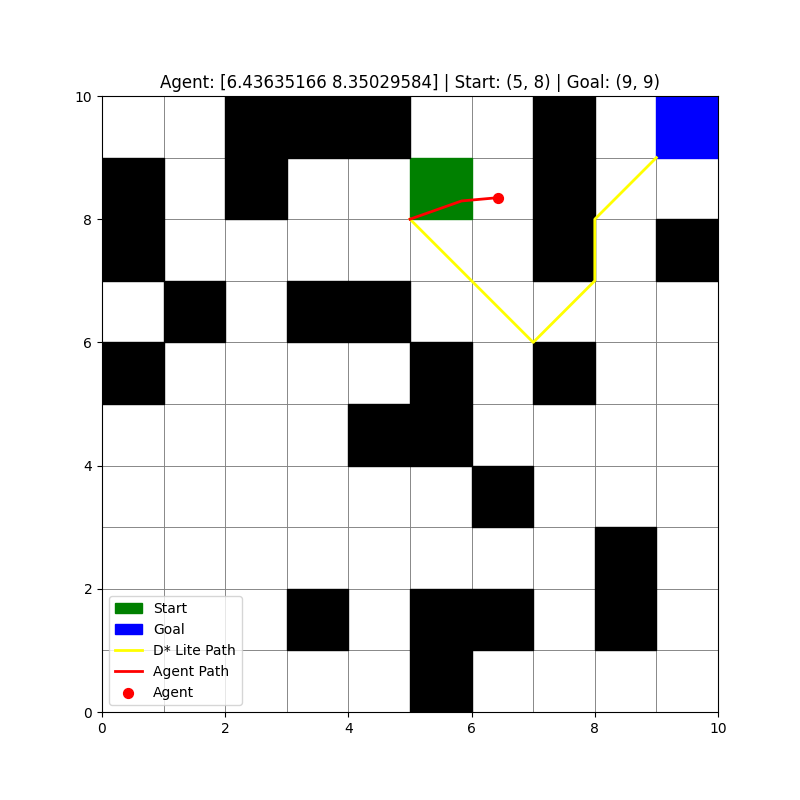 Agent: [6.43635166 8.35029584] | Start: (5, 8) | Goal: (9, 9)
10
8
6
4
2
0
Start
Goal
D* Lite Path
Agent Path
Agent
0 2 4 6 8 10